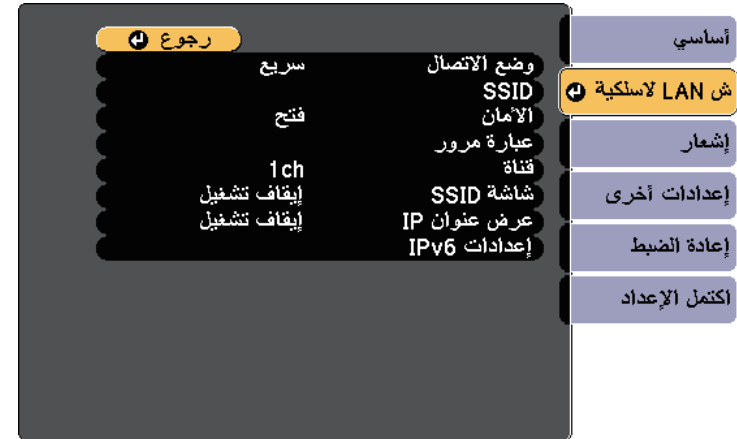 أساسي
ش LAN لاسلكية
إشعار
إعدادات أخرى
إعادة الضبط
اكتمل الإعداد
رجوع
وضع الاتصال سريع
SSID
الأمان فتح
عبارة مرور
قناة 1ch
شاشة SSID إيقاف تشغيل
عرض عنوان IP إيقاف تشغيل
إعدادات IPv6